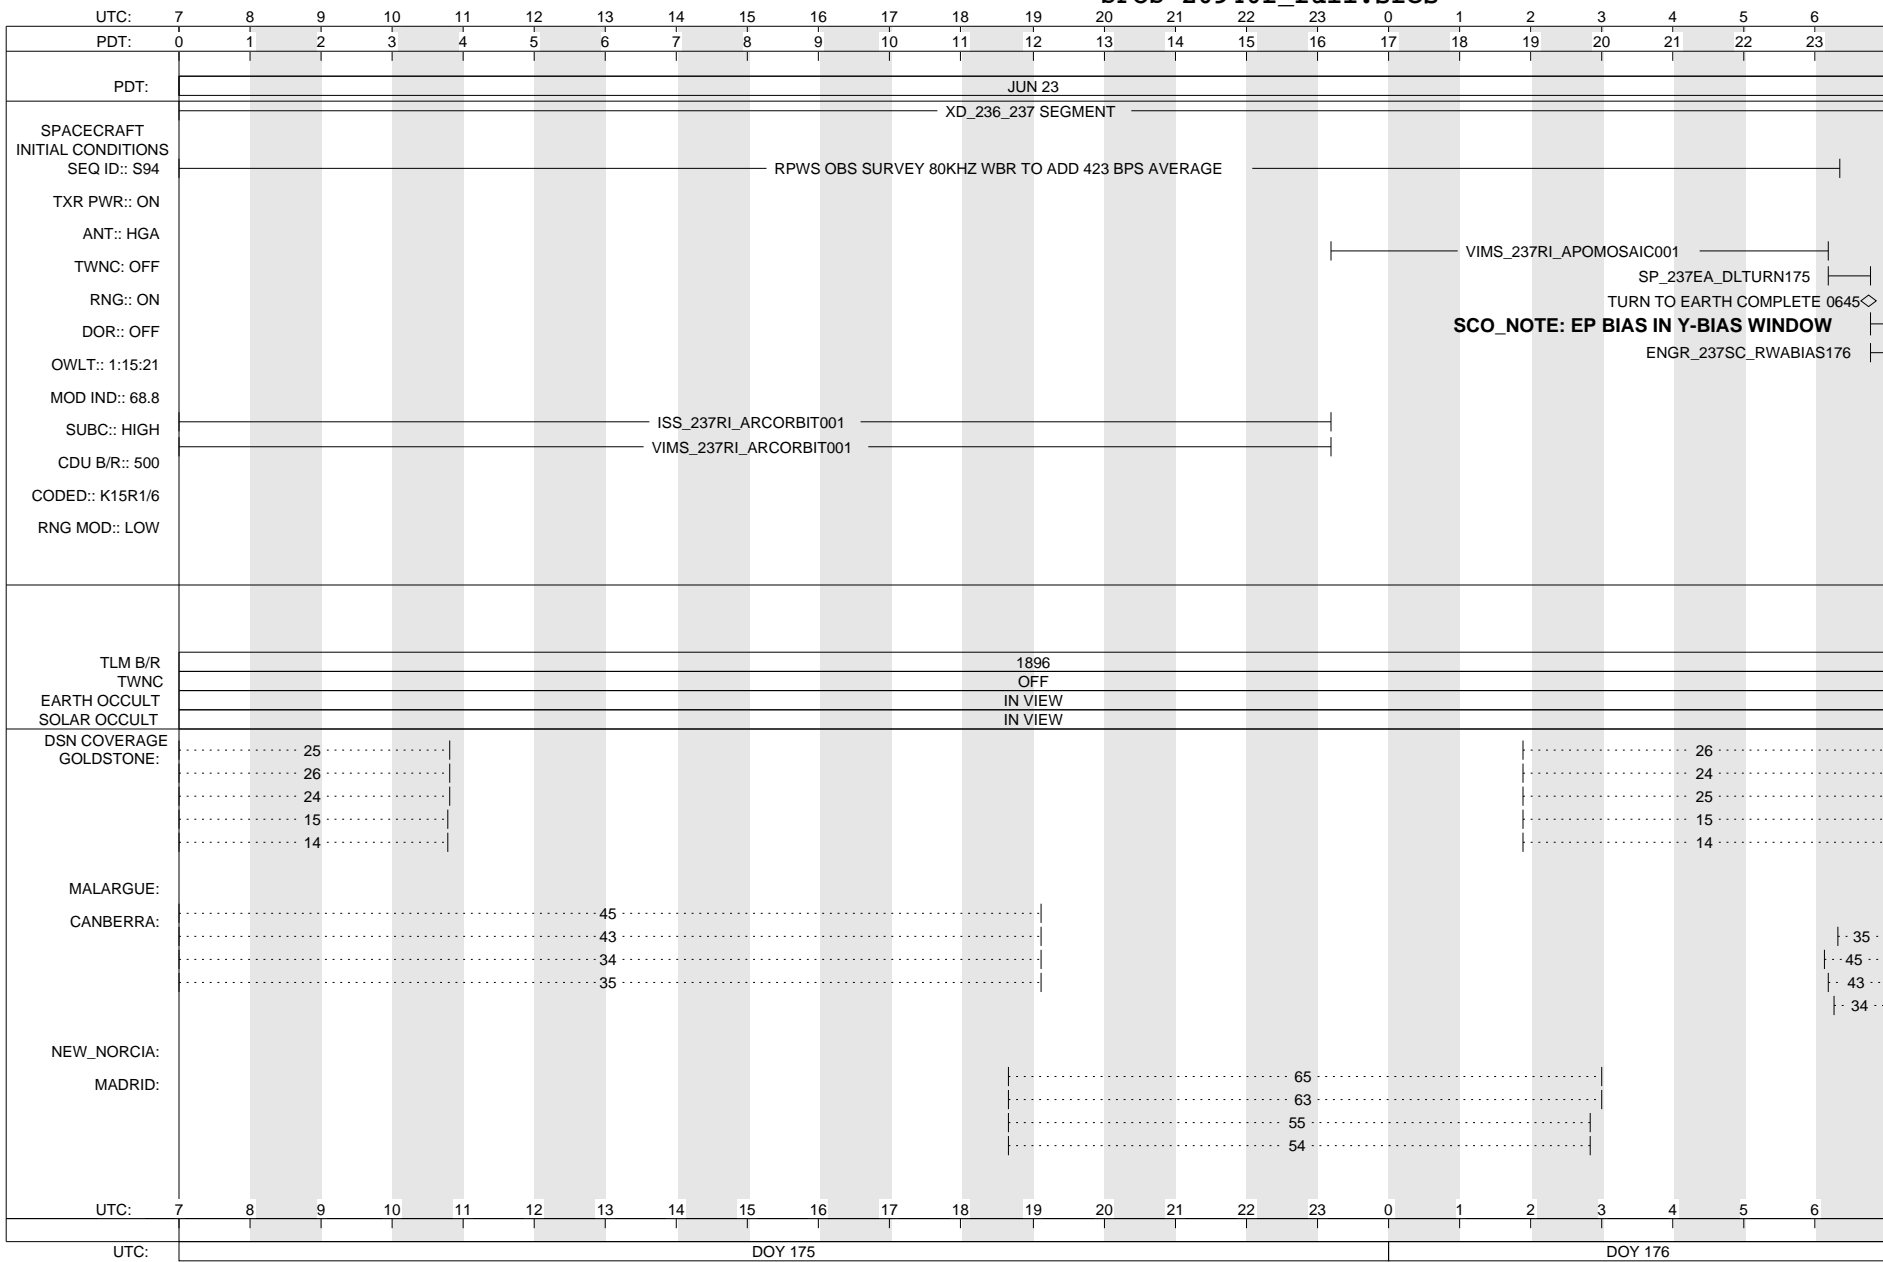 UTC: 7 8 9 10 11 12 13 14 15 16 17 18 19 20 21 22 23 0 1 2 3 4 5 6
PDT: 0 1 2 3 4 5 6 7 8 9 10 11 12 13 14 15 16 17 18 19 20 21 22 23
PDT: JUN 23
XD_236_237 SEGMENT
SPACECRAFT
INITIAL CONDITIONS
SEQ ID:: S94 RPWS OBS SURVEY 80KHZ WBR TO ADD 423 BPS AVERAGE
TXR PWR:: ON
ANT:: HGA
VIMS_237RI_APOMOSAIC001
TWNC: OFF
SP_237EA_DLTURN175
RNG:: ON TURN TO EARTH COMPLETE 0645
DOR:: OFF SCO_NOTE: EP BIAS IN Y-BIAS WINDOW
ENGR_237SC_RWABIAS176
OWLT:: 1:15:21
MOD IND:: 68.8
ISS_237RI_ARCORBIT001
SUBC:: HIGH
VIMS_237RI_ARCORBIT001
CDU B/R:: 500
CODED:: K15R1/6
RNG MOD:: LOW
TLM B/R 1896
TWNC OFF
EARTH OCCULT IN VIEW
SOLAR OCCULT IN VIEW
DSN COVERAGE
GOLDSTONE:
25 26
26 24
24 25
15 15
14 14
MALARGUE:
CANBERRA:
45
43 35
34 45
35 43
34
NEW_NORCIA:
MADRID:
65
63
55
54
UTC: 7 8 9 10 11 12 13 14 15 16 17 18 19 20 21 22 23 0 1 2 3 4 5 6
UTC: DOY 175 DOY 176